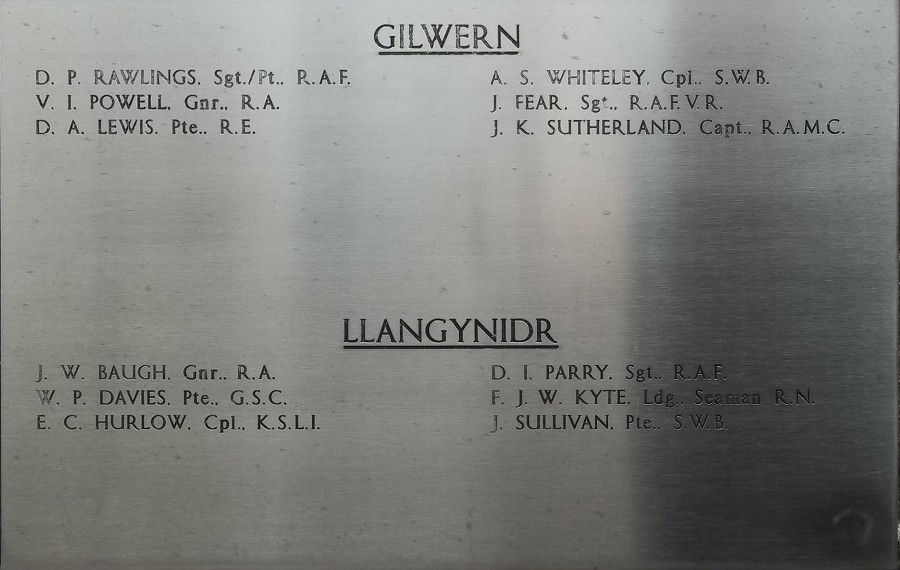 GILWERN
D. P. RAWLINGS, Sgt./Pt., R.A.F.
V. I. POWELL, Gnr., R.A.
D. A. LEWIS, Pte., R.E.
A. S. WHITELEY, Cpl., S.W.B.
J. FEAR, Sgt., R.A.F.V.R.
J. K. SUTHERLAND, Capt., R.A.M.C.
LLANGYNIDR
J. W. BAUGH, Gnr., R.A.
W. P. DAVIES, Pte., G.S.C.
E. C. HURLOW, Cpl., K.S.L.I.
D. I. PARRY, Sgt., R.A.F.
F. J. W. KYTE, Ldg., Seaman R.N.
J. SULLIVAN, Pte., S.W.B.